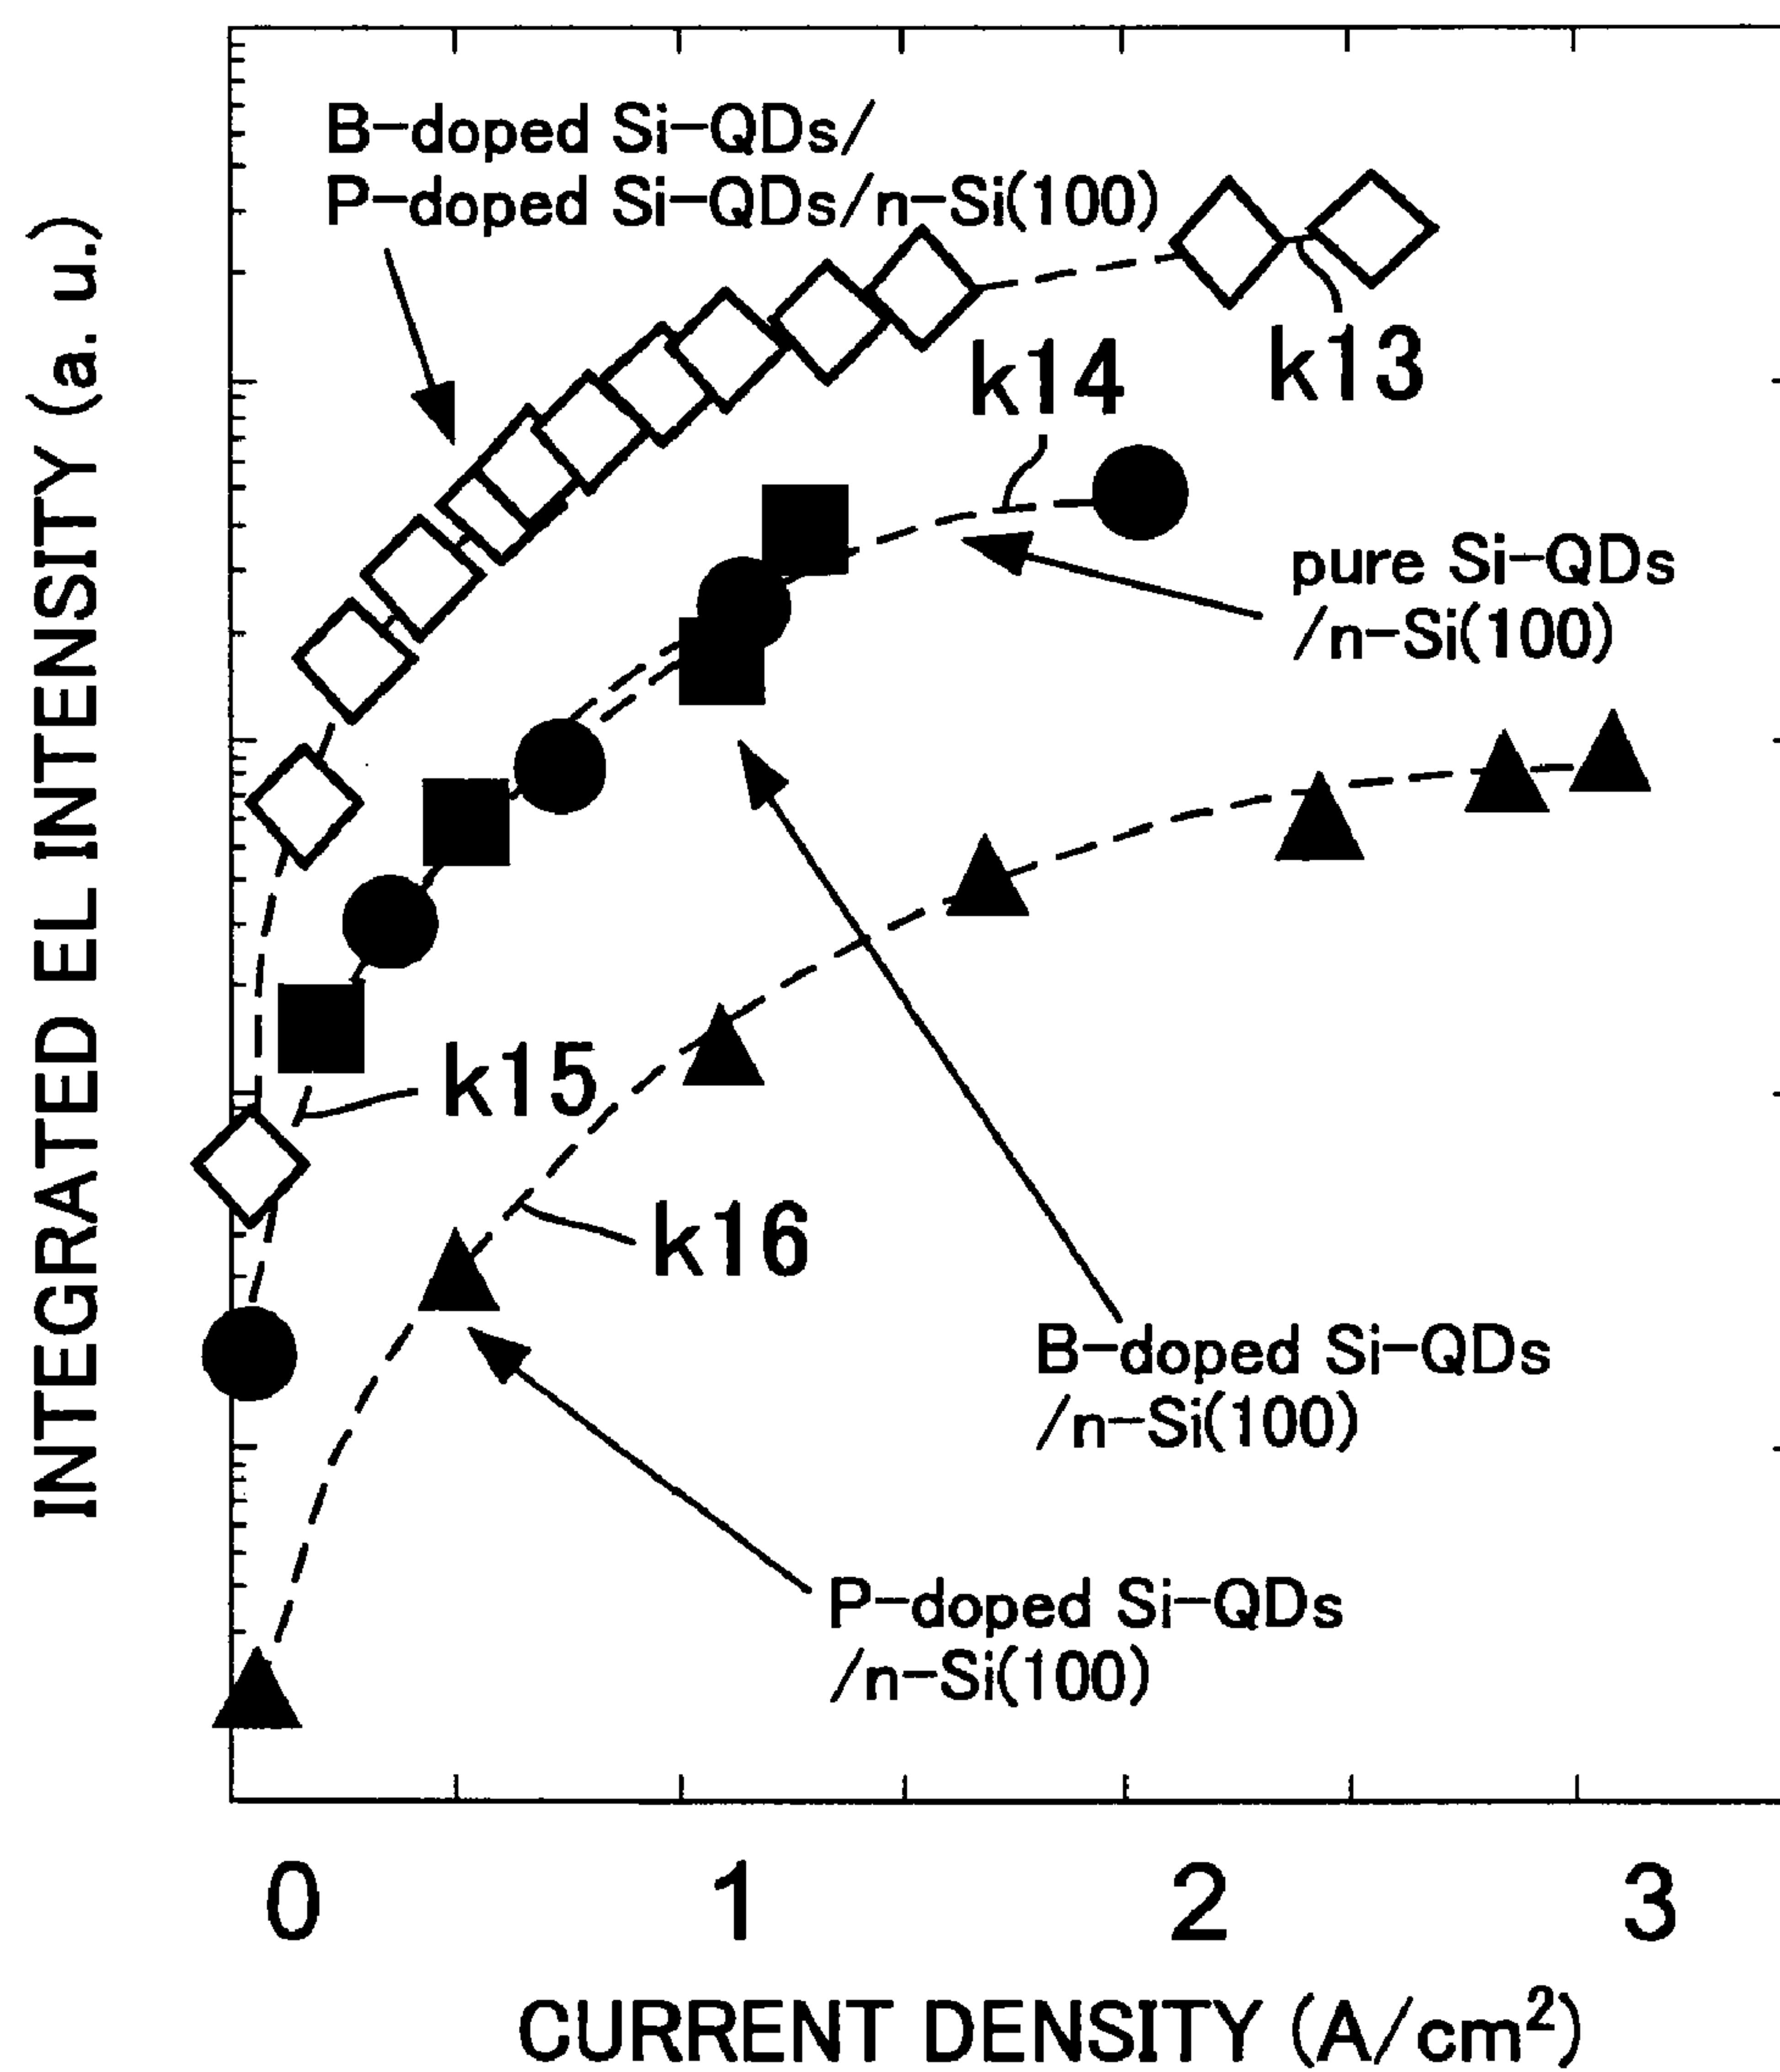 INTEGRATED EL INTENSITY (a. u.)
B-doped Si-QDs/
P-doped Si-QDs/n-Si(100)
k14
k13
pure Si-QDs
/n-Si(100)
k15
k16
B-doped Si-QDs
/n-Si(100)
P-doped Si-QDs
/n-Si(100)
0 1 2 3
CURRENT DENSITY (A/cm²)